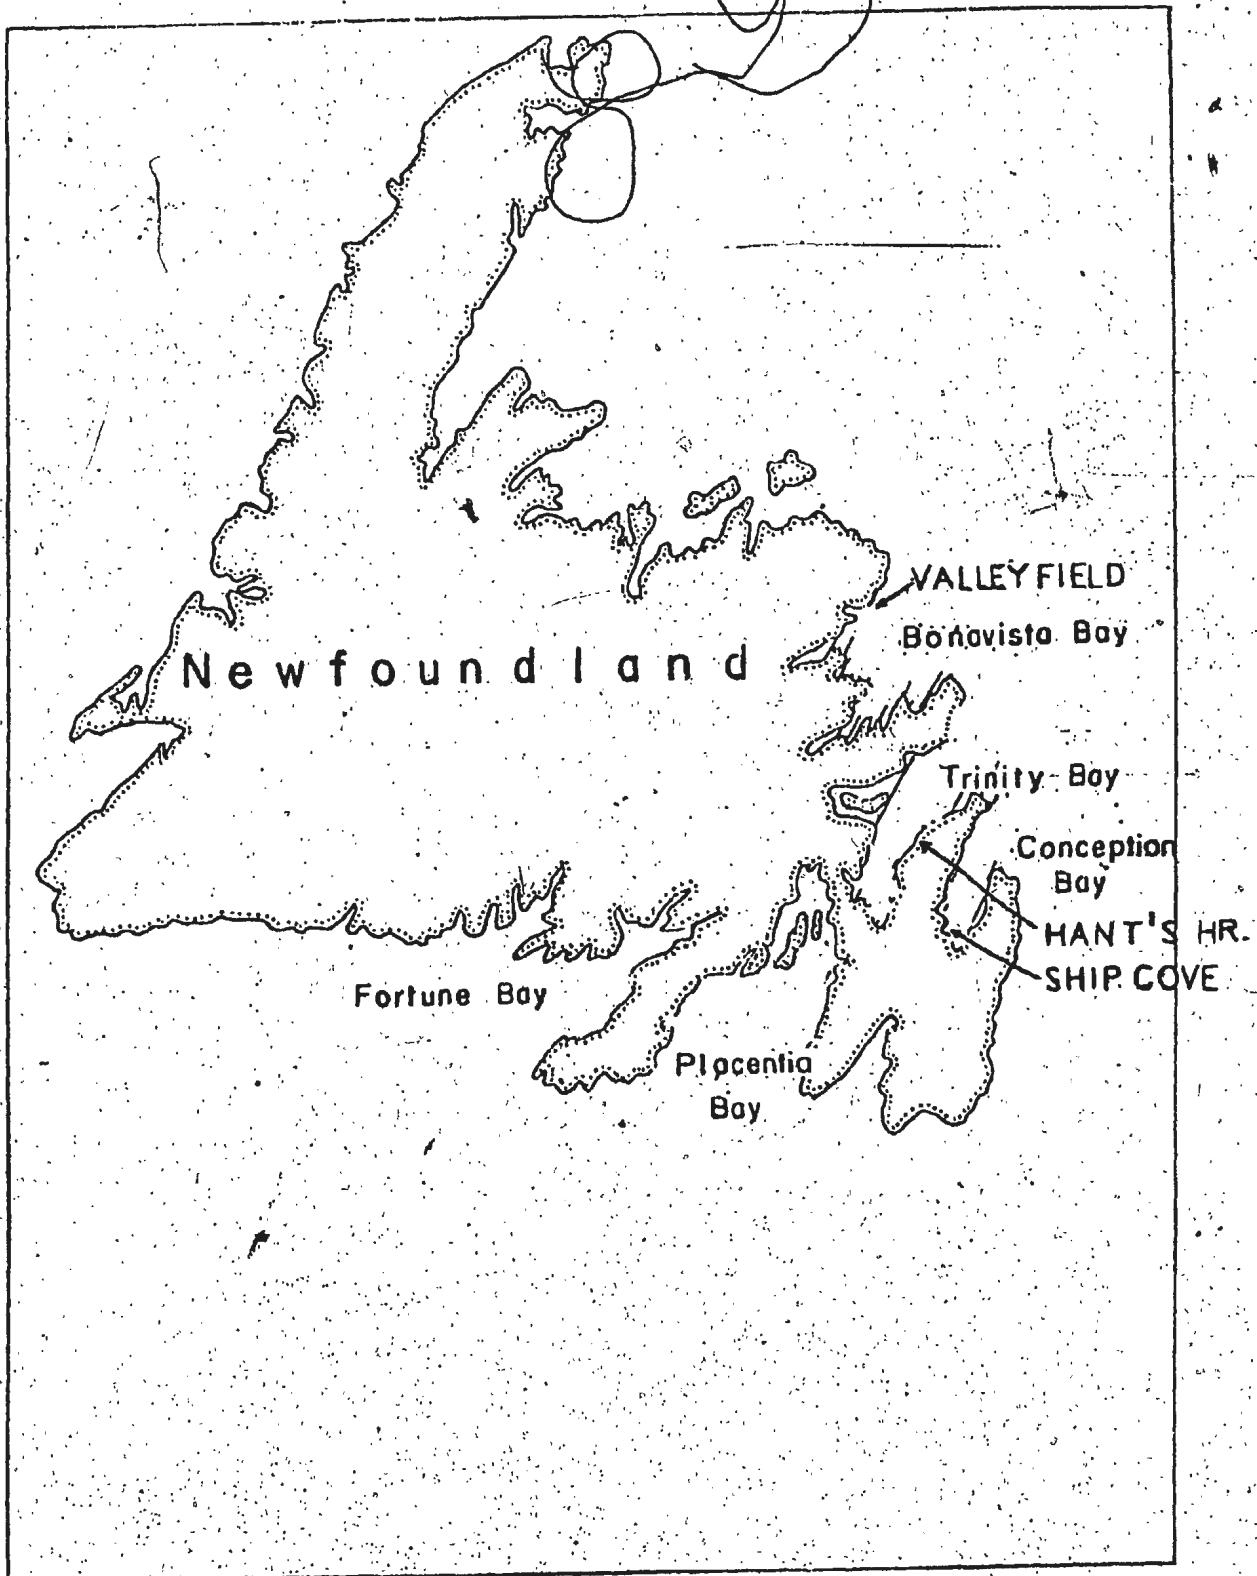 VALLEYFIELD
Bonavista Bay
Newfoundland
Trinity Bay
Conception
Bay
HANT'S HR.
SHIP COVE
Fortune Bay
Placentia
Bay